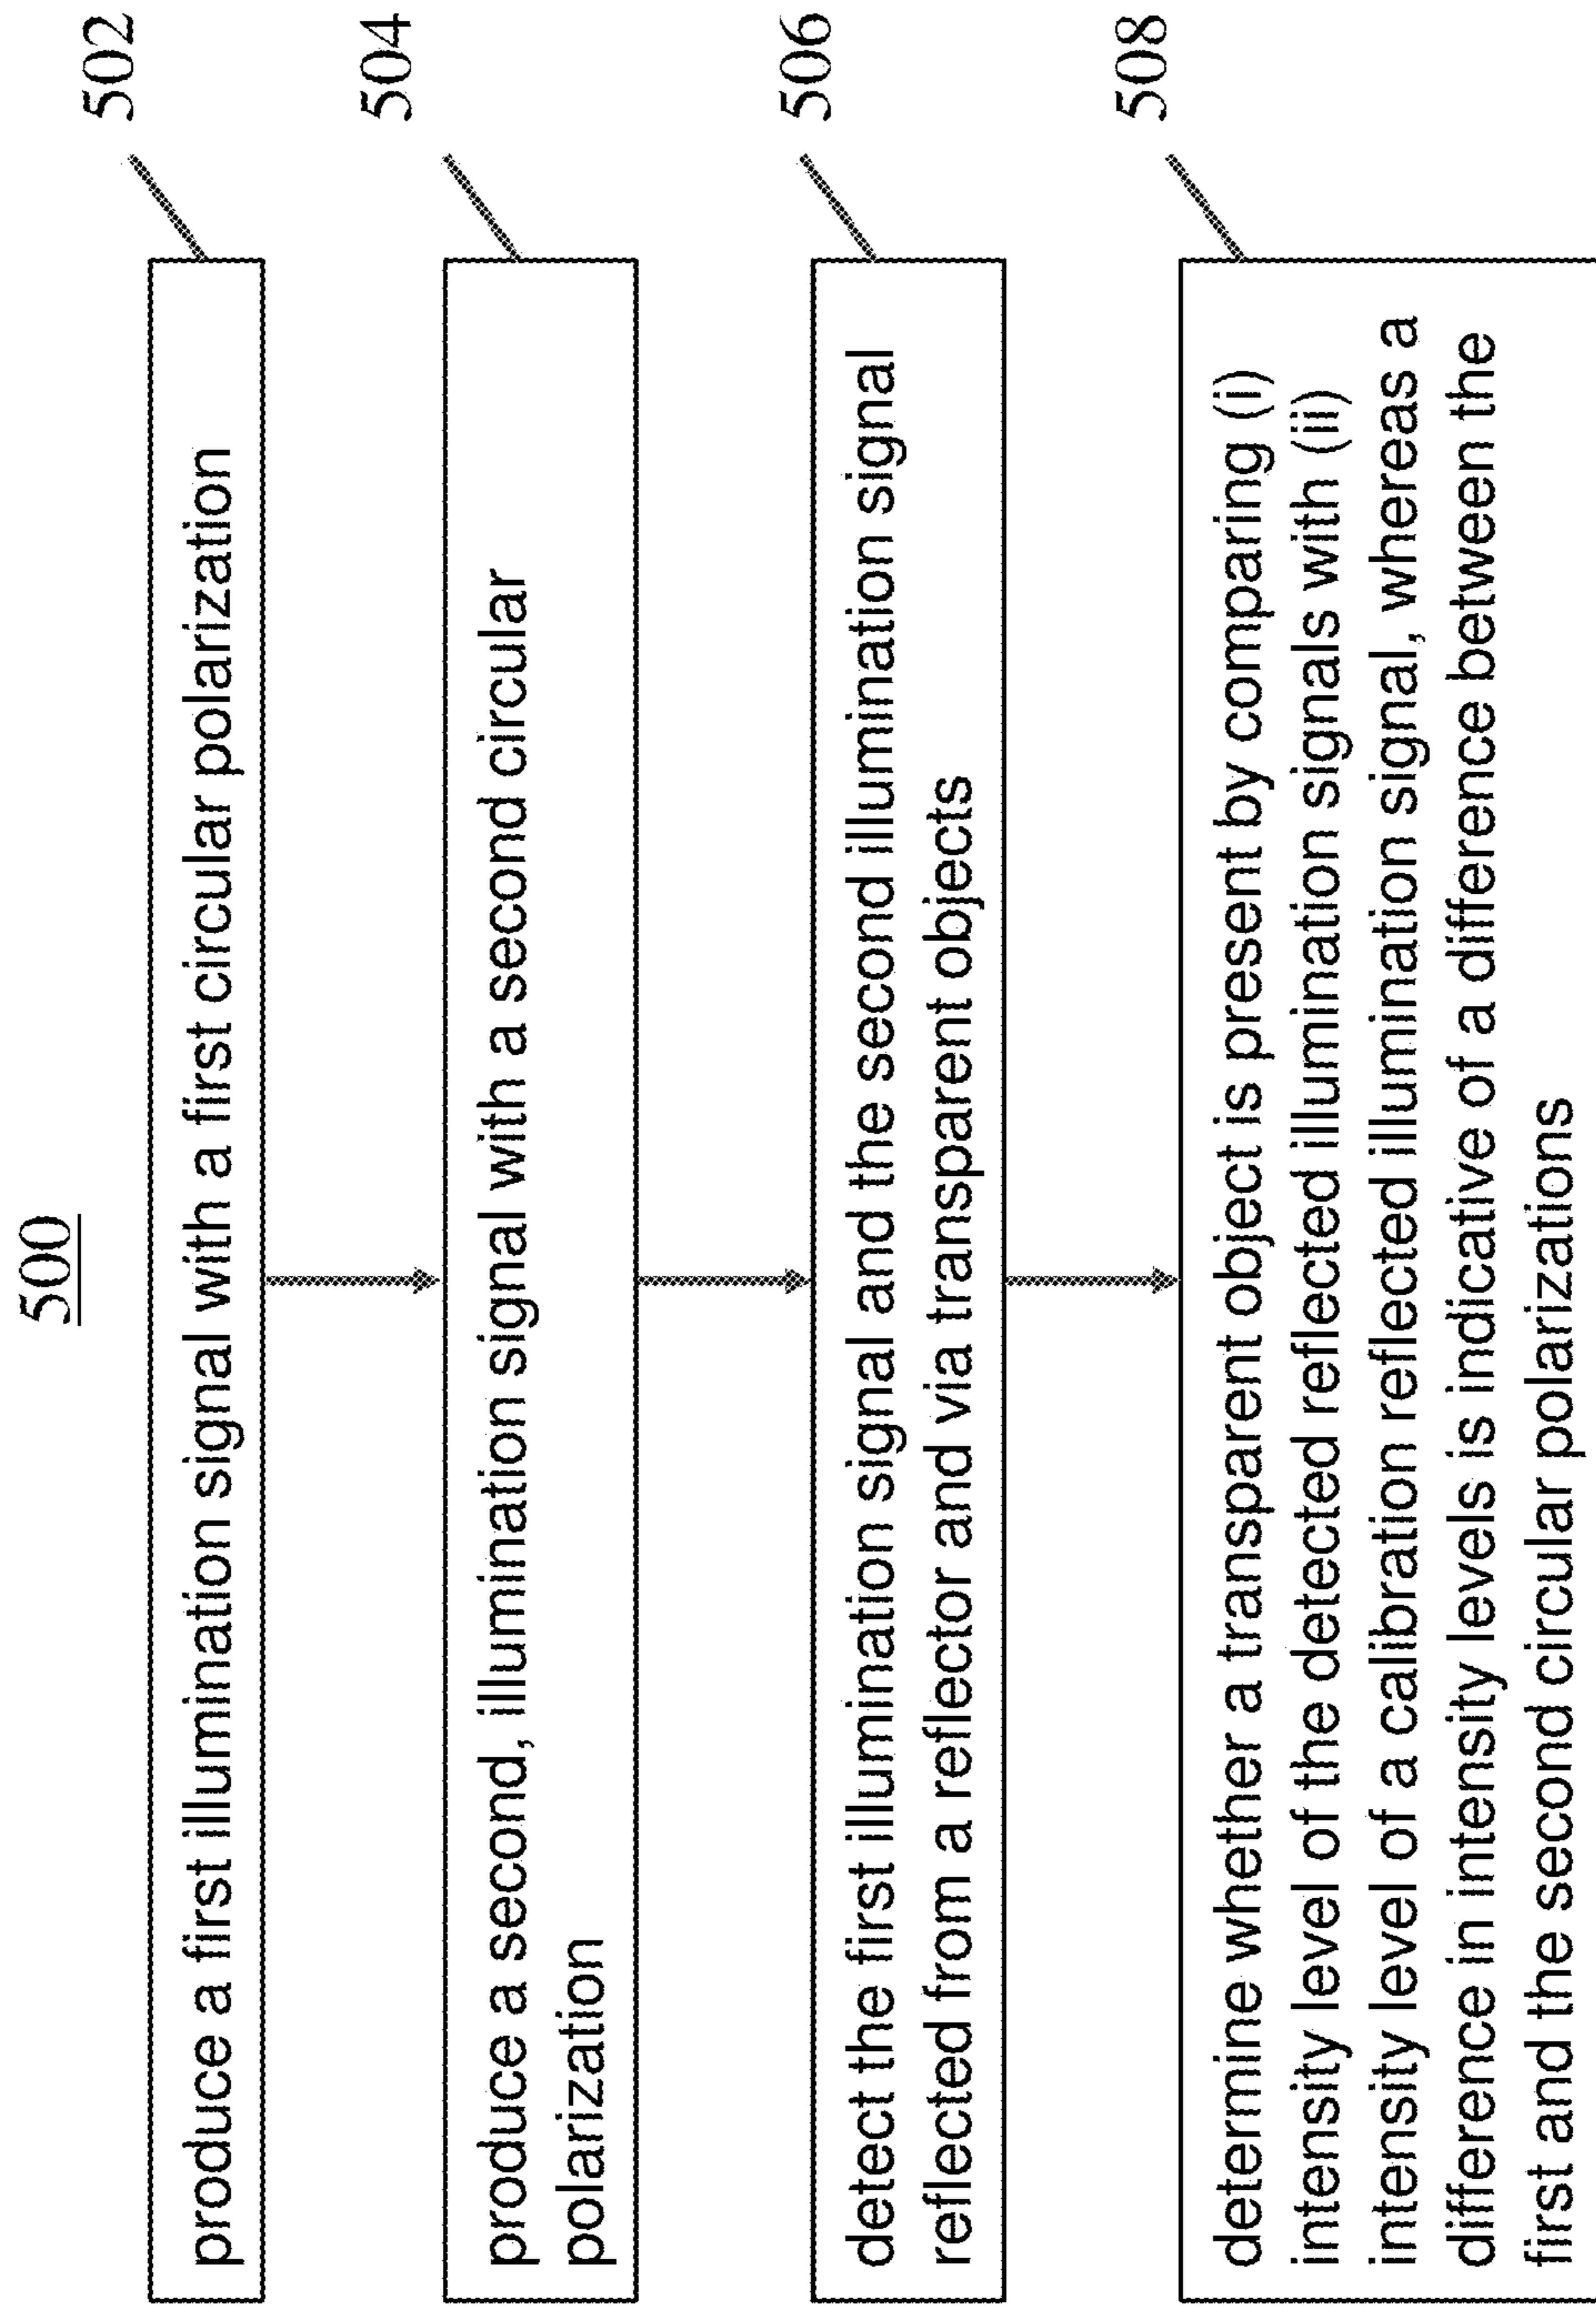 500
502
produce a first illumination signal with a first circular polarization
504
produce a second, illumination signal with a second circular
polarization
506
detect the first illumination signal and the second illumination signal
reflected from a reflector and via transparent objects
508
determine whether a transparent object is present by comparing (i)
intensity level of the detected reflected illumination signals with (ii)
intensity level of a calibration reflected illumination signal, whereas a
difference in intensity levels is indicative of a difference between the
first and the second circular polarizations